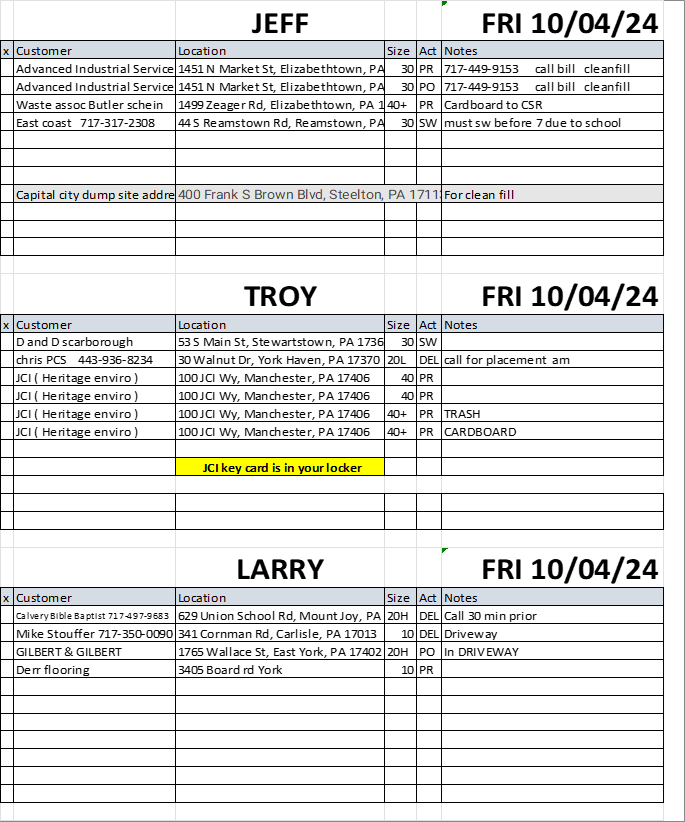 JEFF FRI 10/04/24
x Customer Location Size Act Notes
Advanced Industrial Service 1451 N Market St, Elizabethtown, PA 30 PR 717-449-9153 call bill cleanfill
Advanced Industrial Service 1451 N Market St, Elizabethtown, PA 30 PO 717-449-9153 call bill cleanfill
Waste assoc Butler schein 1499 Zeager Rd, Elizabethtown, PA 1 40+ PR Cardboard to CSR
East coast 717-317-2308 44 S Reamstown Rd, Reamstown, PA 30 SW must sw before 7 due to school
Capital city dump site addre 400 Frank S Brown Blvd, Steelton, PA 17113 For clean fill
TROY FRI 10/04/24
x Customer Location Size Act Notes
D and D scarborough 53 S Main St, Stewartstown, PA 1736 30 SW
chris PCS 443-936-8234 30 Walnut Dr, York Haven, PA 17370 20L DEL call for placement am
JCI ( Heritage enviro ) 100 JCI Wy, Manchester, PA 17406 40 PR
JCI ( Heritage enviro ) 100 JCI Wy, Manchester, PA 17406 40 PR
JCI ( Heritage enviro ) 100 JCI Wy, Manchester, PA 17406 40+ PR TRASH
JCI ( Heritage enviro ) 100 JCI Wy, Manchester, PA 17406 40+ PR CARDBOARD
JCI key card is in your locker
LARRY FRI 10/04/24
x Customer Location Size Act Notes
Calvery Bible Baptist 717-497-9683 629 Union School Rd, Mount Joy, PA 20H DEL Call 30 min prior
Mike Stouffer 717-350-0090 341 Cornman Rd, Carlisle, PA 17013 10 DEL Driveway
GILBERT & GILBERT 1765 Wallace St, East York, PA 17402 20H PO In DRIVEWAY
Derr flooring 3405 Board rd York 10 PR